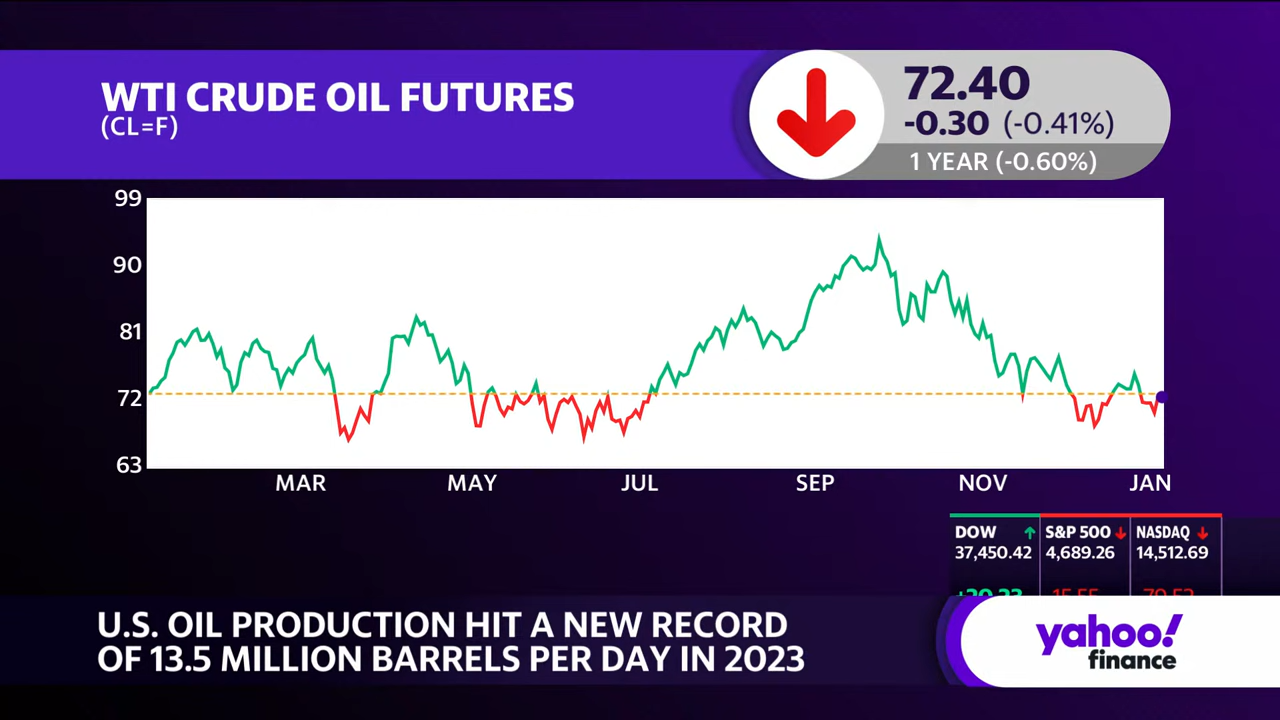 WTI CRUDE OIL FUTURES
(CL=F)
72.40
-0.30 (-0.41%)
1 YEAR (-0.60%)
99
90
81
72
63
MAR MAY JUL SEP NOV JAN
DOW S&P 500 NASDAQ
37,450.42 4,689.26 14,512.69
U.S. OIL PRODUCTION HIT A NEW RECORD
OF 13.5 MILLION BARRELS PER DAY IN 2023
yahoo!
finance